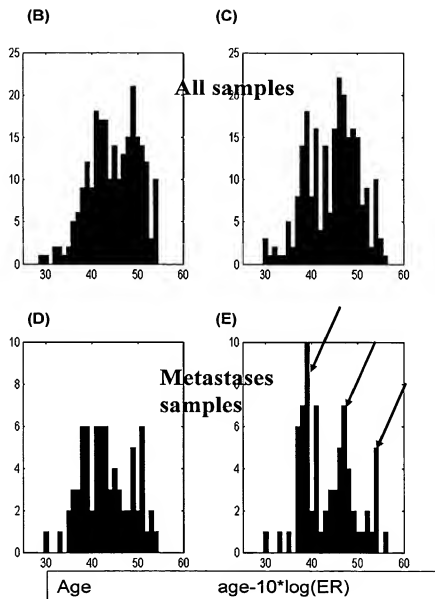 (B) (C)
25 25
All samples
20 20
15 15
10 10
5 5
0 0
30 40 50 60 30 40 50 60
(D) (E)
10 10
8 8
Metastases
samples
6 6
4 4
2 2
0 0
30 40 50 60 30 40 50 60
Age age-10*log(ER)